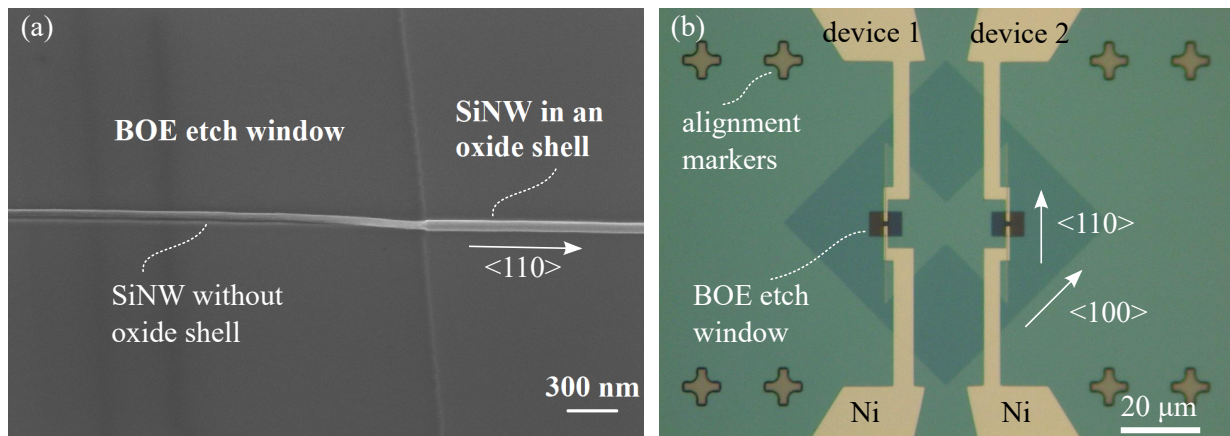 (a)
BOE etch window
SiNW in an
oxide shell
<110>
SiNW without
oxide shell
300 nm
(b)
device 1
device 2
alignment
markers
<110>
BOE etch
window
<100>
Ni
Ni
20 μm